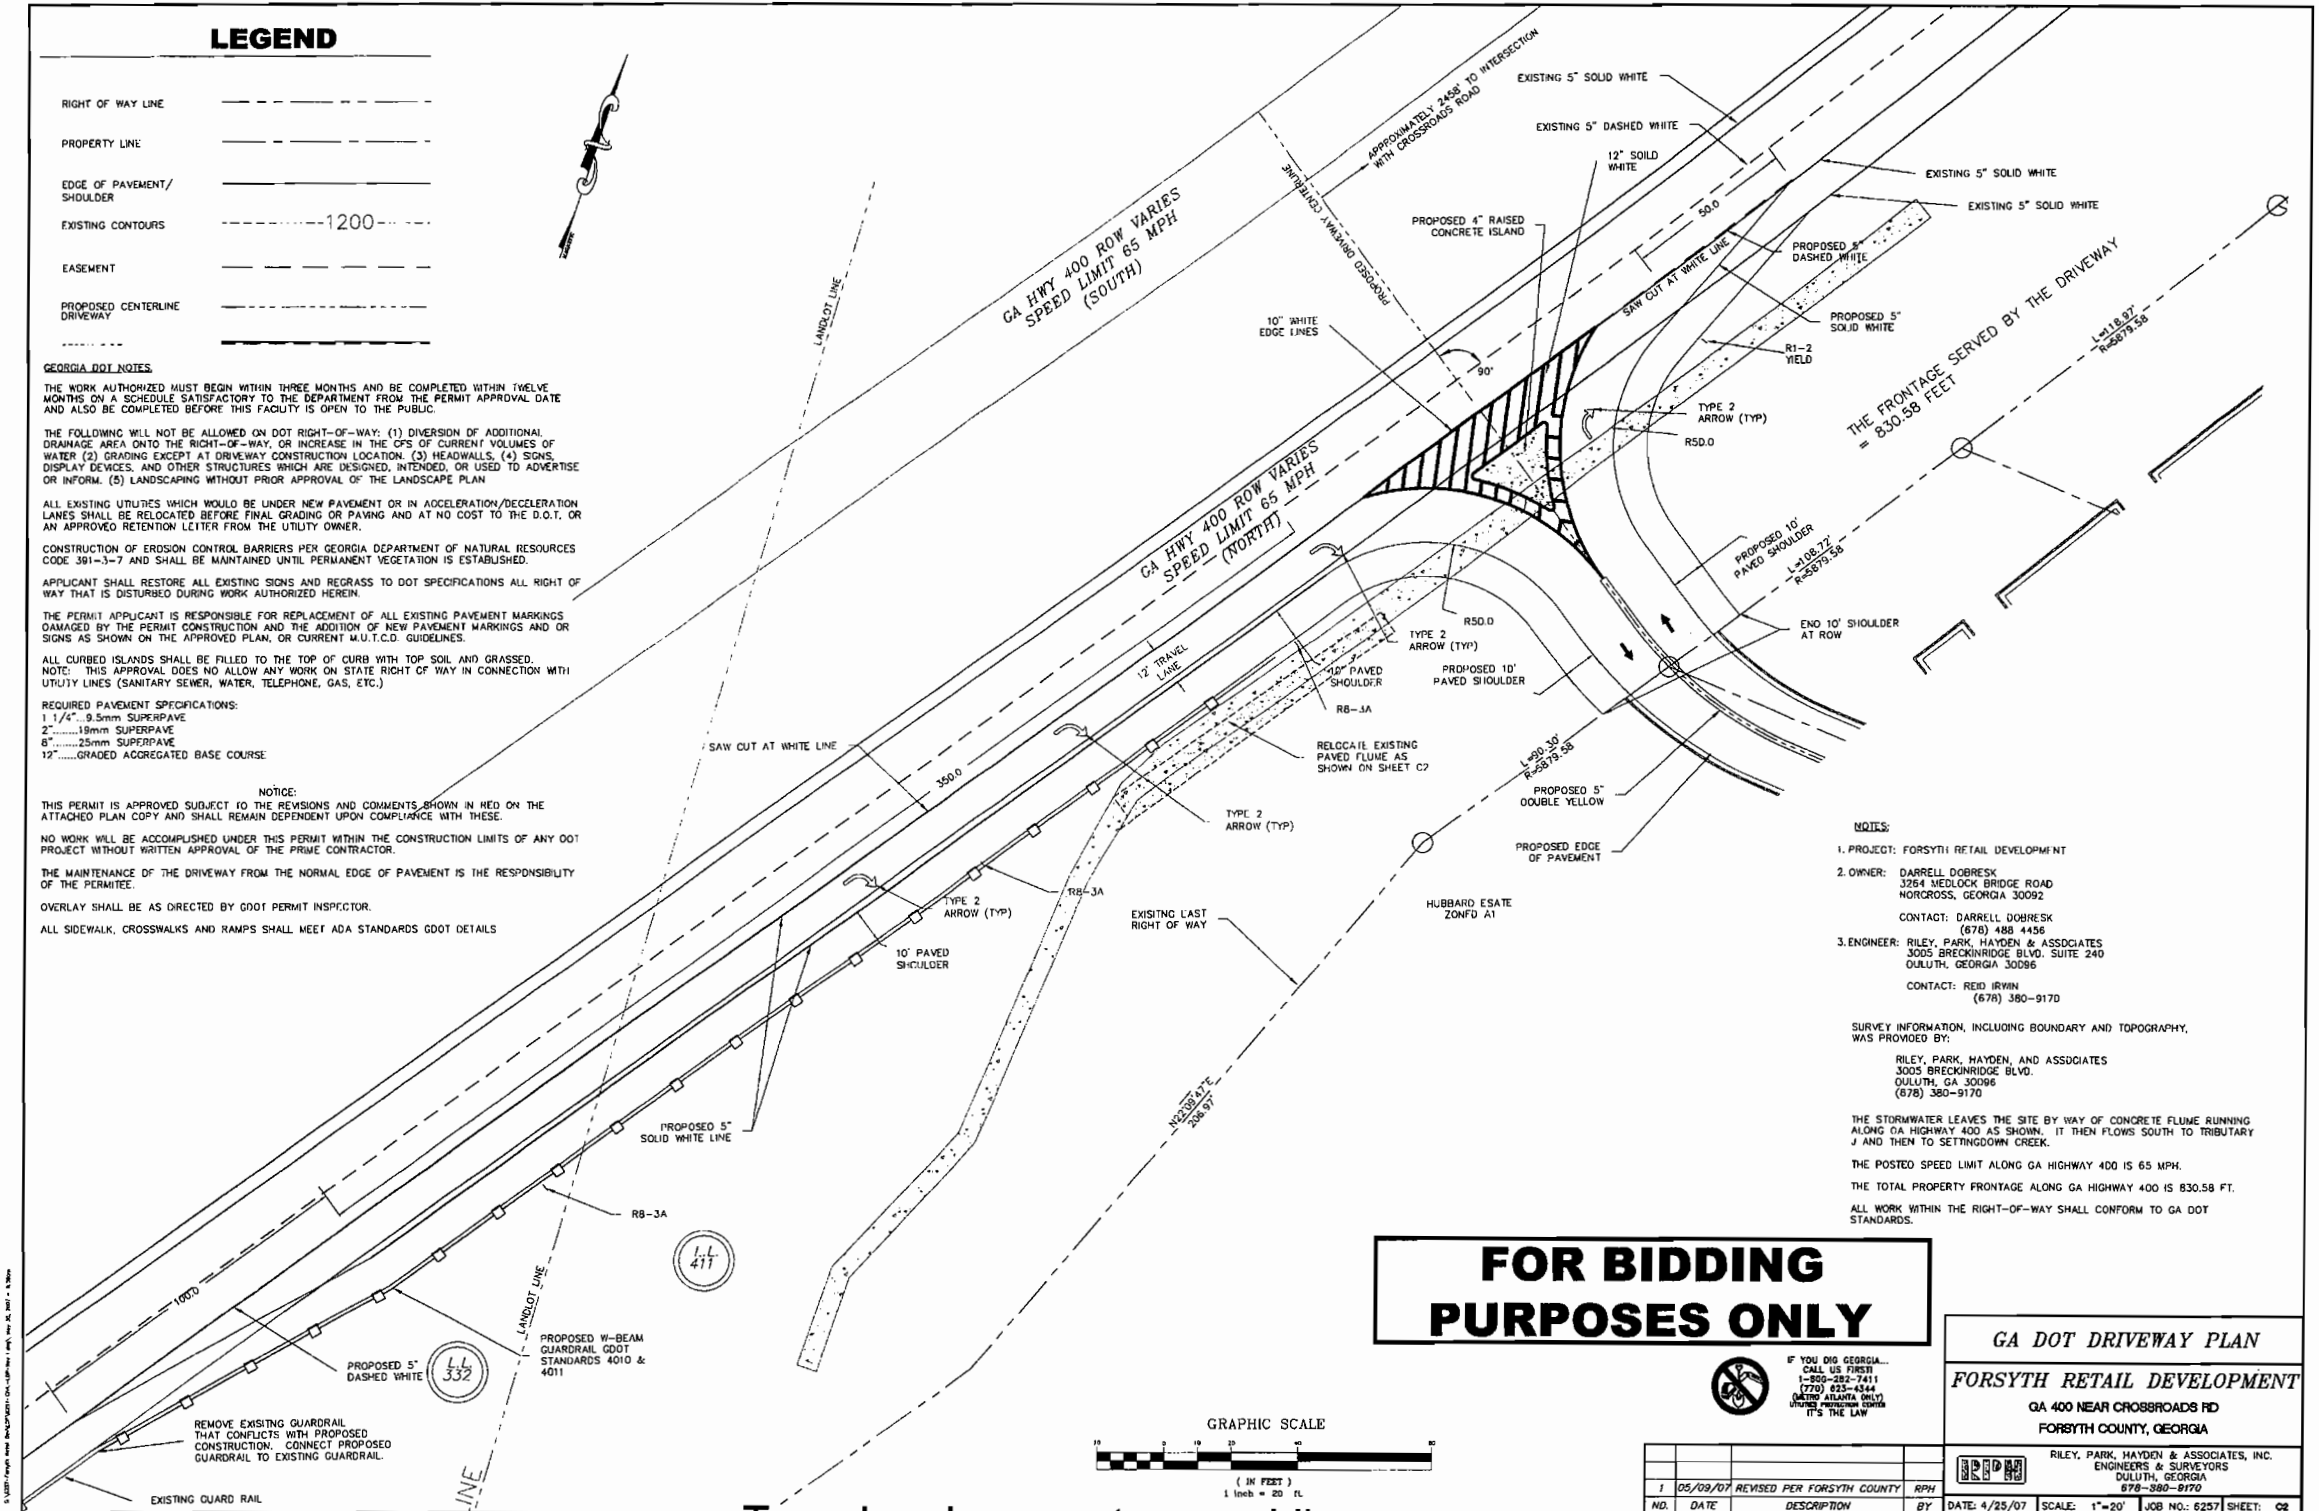 LEGEND
RIGHT OF WAY LINE
PROPERTY LINE
EDGE OF PAVEMENT/
SHOULDER
EXISTING CONTOURS
1200
EASEMENT
PROPOSED CENTERLINE
DRIVEWAY
GEORGIA DOT NOTES.
THE WORK AUTHORIZED MUST BEGIN WITHIN THREE MONTHS AND BE COMPLETED WITHIN TWELVE
MONTHS ON A SCHEDULE SATISFACTORY TO THE DEPARTMENT FROM THE PERMIT APPROVAL DATE
AND ALSO BE COMPLETED BEFORE THIS FACILITY IS OPEN TO THE PUBLIC.
THE FOLLOWING WILL NOT BE ALLOWED ON DOT RIGHT-OF-WAY: (1) DIVERSION OF ADDITIONAL
DRAINAGE AREA ONTO THE RIGHT-OF-WAY, OR INCREASE IN THE CFS OF CURRENT VOLUMES OF
WATER (2) GRADING EXCEPT AT DRIVEWAY CONSTRUCTION LOCATION. (3) HEADWALLS, (4) SIGNS,
DISPLAY DEVICES, AND OTHER STRUCTURES WHICH ARE DESIGNED, INTENDED, OR USED TO ADVERTISE
OR INFORM. (5) LANDSCAPING WITHOUT PRIOR APPROVAL OF THE LANDSCAPE PLAN
ALL EXISTING UTILITIES WHICH WOULD BE UNDER NEW PAVEMENT OR IN ACCELERATION/DECELERATION
LANES SHALL BE RELOCATED BEFORE FINAL GRADING OR PAVING AND AT NO COST TO THE D.O.T. OR
AN APPROVED RETENTION LETTER FROM THE UTILITY OWNER.
CONSTRUCTION OF EROSION CONTROL BARRIERS PER GEORGIA DEPARTMENT OF NATURAL RESOURCES
CODE 391-3-7 AND SHALL BE MAINTAINED UNTIL PERMANENT VEGETATION IS ESTABLISHED.
APPLICANT SHALL RESTORE ALL EXISTING SIGNS AND REGRASS TO DOT SPECIFICATIONS ALL RIGHT OF
WAY THAT IS DISTURBED DURING WORK AUTHORIZED HEREIN.
THE PERMIT APPLICANT IS RESPONSIBLE FOR REPLACEMENT OF ALL EXISTING PAVEMENT MARKINGS
DAMAGED BY THE PERMIT CONSTRUCTION AND THE ADDITION OF NEW PAVEMENT MARKINGS AND OR
SIGNS AS SHOWN ON THE APPROVED PLAN, OR CURRENT M.U.T.C.D. GUIDELINES.
ALL CURBED ISLANDS SHALL BE FILLED TO THE TOP OF CURB WITH TOP SOIL AND GRASSED.
NOTE: THIS APPROVAL DOES NO ALLOW ANY WORK ON STATE RIGHT OF WAY IN CONNECTION WITH
UTILITY LINES (SANITARY SEWER, WATER, TELEPHONE, GAS, ETC.)
REQUIRED PAVEMENT SPECIFICATIONS:
1 1/4"...9.5mm SUPERPAVE
2"........19mm SUPERPAVE
8"........25mm SUPERPAVE
12"......GRADED AGGREGATED BASE COURSE
NOTICE:
THIS PERMIT IS APPROVED SUBJECT TO THE REVISIONS AND COMMENTS SHOWN IN RED ON THE
ATTACHED PLAN COPY AND SHALL REMAIN DEPENDENT UPON COMPLIANCE WITH THESE.
NO WORK WILL BE ACCOMPLISHED UNDER THIS PERMIT WITHIN THE CONSTRUCTION LIMITS OF ANY DOT
PROJECT WITHOUT WRITTEN APPROVAL OF THE PRIME CONTRACTOR.
THE MAINTENANCE OF THE DRIVEWAY FROM THE NORMAL EDGE OF PAVEMENT IS THE RESPONSIBILITY
OF THE PERMITEE.
OVERLAY SHALL BE AS DIRECTED BY GDOT PERMIT INSPECTOR.
ALL SIDEWALK, CROSSWALKS AND RAMPS SHALL MEET ADA STANDARDS GDOT DETAILS
LANDLOT LINE
GA HWY 400 ROW VARIES
SPEED LIMIT 65 MPH
(SOUTH)
PROPOSED DRIVEWAY CENTERLINE
APPROXIMATELY 2458' TO INTERSECTION
WITH CROSSROADS ROAD
EXISTING 5" SOLID WHITE
EXISTING 5" DASHED WHITE
12" SOILD
WHITE
PROPOSED 4" RAISED
CONCRETE ISLAND
10" WHITE
EDGE LINES
90°
50.0
SAW CUT AT WHITE LINE
EXISTING 5" SOLID WHITE
EXISTING 5" SOLID WHITE
PROPOSED 5"
DASHED WHITE
PROPOSED 5"
SOLID WHITE
R1-2
YIELD
TYPE 2
ARROW (TYP)
R50.0
THE FRONTAGE SERVED BY THE DRIVEWAY
= 830.58 FEET
L=118.97'
R=5879.58
GA HWY 400 ROW VARIES
SPEED LIMIT 65 MPH
(NORTH)
PROPOSED 10'
PAVED SHOULDER
L=108.72'
R=5879.58
END 10' SHOULDER
AT ROW
R50.0
TYPE 2
ARROW (TYP)
12' TRAVEL
LANE
10' PAVED
SHOULDER
PROPOSED 10'
PAVED SHOULDER
R8-3A
SAW CUT AT WHITE LINE
350.0
RELOCATE EXISTING
PAVED FLUME AS
SHOWN ON SHEET C2
L=90.30'
R=5879.58
PROPOSED 5"
DOUBLE YELLOW
TYPE 2
ARROW (TYP)
PROPOSED EDGE
OF PAVEMENT
R8-3A
TYPE 2
ARROW (TYP)
10' PAVED
SHOULDER
EXISITNG EAST
RIGHT OF WAY
HUBBARD ESATE
ZONED A1
PROPOSED 5"
SOLID WHITE LINE
N22°09'47"E
206.97'
R8-3A
L.L.
411
LANDLOT LINE
100.0
PROPOSED 5"
DASHED WHITE
L.L.
332
PROPOSED W-BEAM
GUARDRAIL GDOT
STANDARDS 4010 &
4011
REMOVE EXISITNG GUARDRAIL
THAT CONFLICTS WITH PROPOSED
CONSTRUCTION. CONNECT PROPOSED
GUARDRAIL TO EXISTING GUARDRAIL.
EXISTING GUARD RAIL
NOTES:
1. PROJECT: FORSYTH RETAIL DEVELOPMENT
2. OWNER: DARRELL DOBRESK
3264 MEDLOCK BRIDGE ROAD
NORCROSS, GEORGIA 30092
CONTACT: DARRELL DOBRESK
(678) 488 4456
3. ENGINEER: RILEY, PARK, HAYDEN & ASSOCIATES
3005 BRECKINRIDGE BLVD. SUITE 240
DULUTH, GEORGIA 30096
CONTACT: REID IRWIN
(678) 380-9170
SURVEY INFORMATION, INCLUDING BOUNDARY AND TOPOGRAPHY,
WAS PROVIDED BY:
RILEY, PARK, HAYDEN, AND ASSOCIATES
3005 BRECKINRIDGE BLVD.
DULUTH, GA 30096
(678) 380-9170
THE STORMWATER LEAVES THE SITE BY WAY OF CONCRETE FLUME RUNNING
ALONG GA HIGHWAY 400 AS SHOWN. IT THEN FLOWS SOUTH TO TRIBUTARY
J AND THEN TO SETTINGDOWN CREEK.
THE POSTED SPEED LIMIT ALONG GA HIGHWAY 400 IS 65 MPH.
THE TOTAL PROPERTY FRONTAGE ALONG GA HIGHWAY 400 IS 830.58 FT.
ALL WORK WITHIN THE RIGHT-OF-WAY SHALL CONFORM TO GA DOT
STANDARDS.
FOR BIDDING
PURPOSES ONLY
IF YOU DIG GEORGIA...
CALL US FIRST!
1-800-282-7411
(770) 623-4344
(METRO ATLANTA ONLY)
UTILITIES PROTECTION CENTER
IT'S THE LAW
GRAPHIC SCALE
10 0 10 20 40 80
( IN FEET )
1 inch = 20 ft.
GA DOT DRIVEWAY PLAN
FORSYTH RETAIL DEVELOPMENT
GA 400 NEAR CROSSROADS RD
FORSYTH COUNTY, GEORGIA
RPH
RILEY, PARK, HAYDEN & ASSOCIATES, INC.
ENGINEERS & SURVEYORS
DULUTH, GEORGIA
678-380-9170
1 05/09/07 REVISED PER FORSYTH COUNTY RPH
NO. DATE DESCRIPTION BY
DATE: 4/25/07 SCALE: 1"=20' JOB NO.: 6257 SHEET: C2